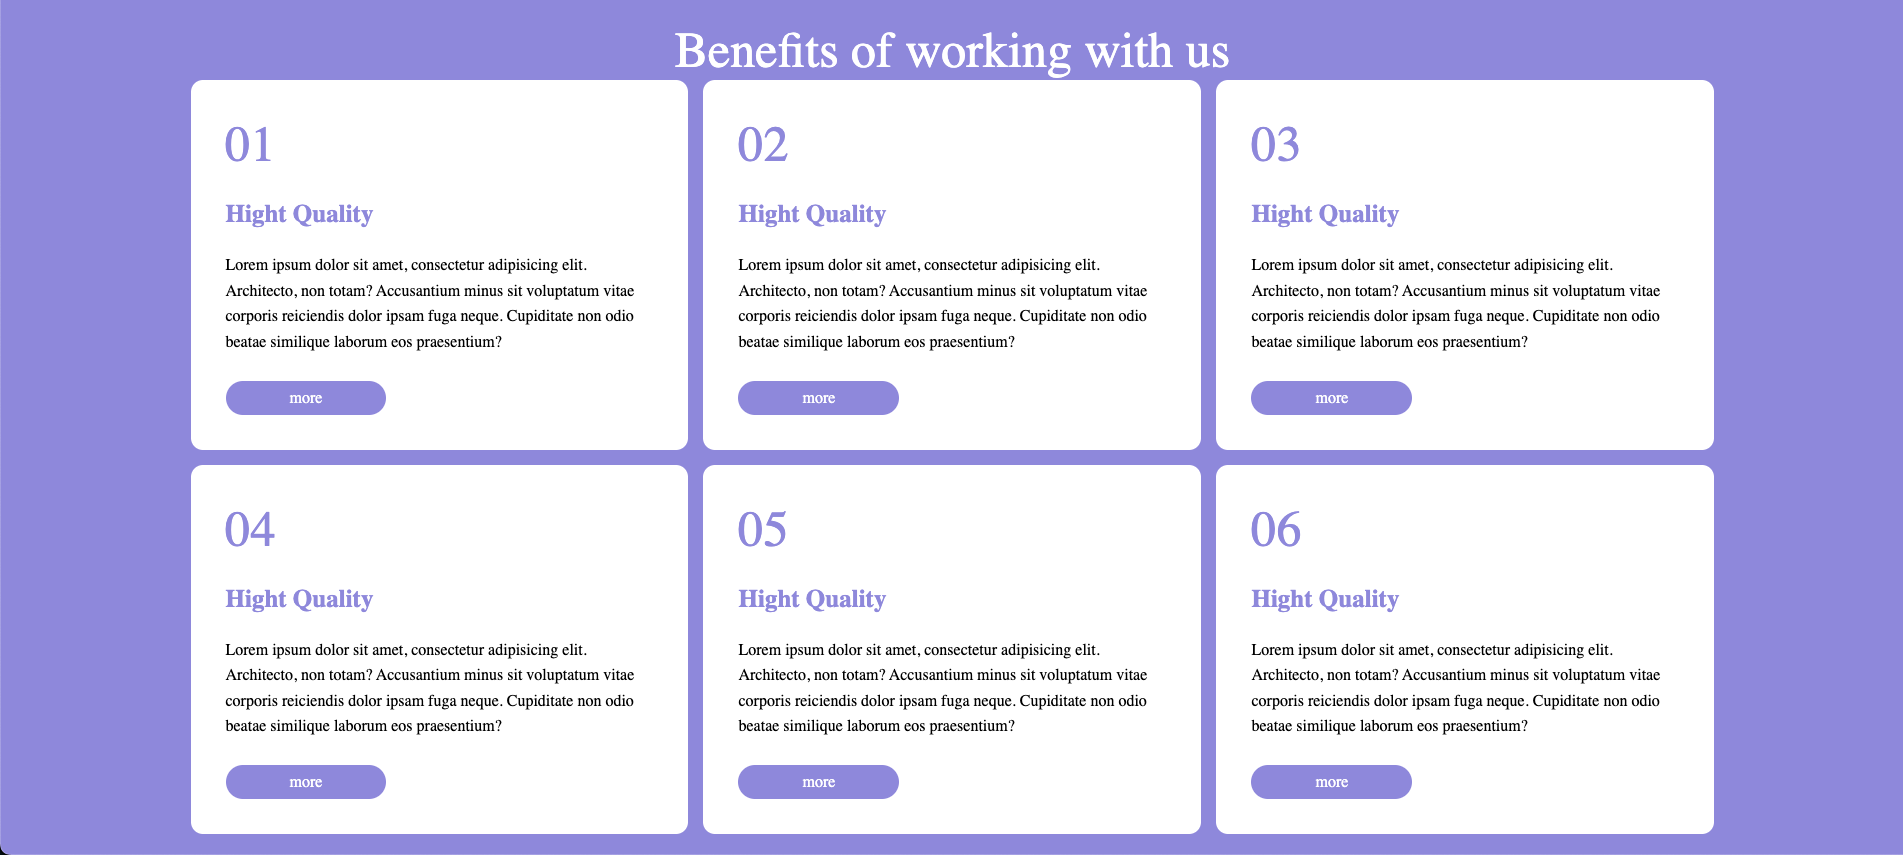 Benefits of working with us
01
Hight Quality
Lorem ipsum dolor sit amet, consectetur adipisicing elit.
Architecto, non totam? Accusantium minus sit voluptatum vitae
corporis reiciendis dolor ipsam fuga neque. Cupiditate non odio
beatae similique laborum eos praesentium?
more
02
Hight Quality
Lorem ipsum dolor sit amet, consectetur adipisicing elit.
Architecto, non totam? Accusantium minus sit voluptatum vitae
corporis reiciendis dolor ipsam fuga neque. Cupiditate non odio
beatae similique laborum eos praesentium?
more
03
Hight Quality
Lorem ipsum dolor sit amet, consectetur adipisicing elit.
Architecto, non totam? Accusantium minus sit voluptatum vitae
corporis reiciendis dolor ipsam fuga neque. Cupiditate non odio
beatae similique laborum eos praesentium?
more
04
Hight Quality
Lorem ipsum dolor sit amet, consectetur adipisicing elit.
Architecto, non totam? Accusantium minus sit voluptatum vitae
corporis reiciendis dolor ipsam fuga neque. Cupiditate non odio
beatae similique laborum eos praesentium?
more
05
Hight Quality
Lorem ipsum dolor sit amet, consectetur adipisicing elit.
Architecto, non totam? Accusantium minus sit voluptatum vitae
corporis reiciendis dolor ipsam fuga neque. Cupiditate non odio
beatae similique laborum eos praesentium?
more
06
Hight Quality
Lorem ipsum dolor sit amet, consectetur adipisicing elit.
Architecto, non totam? Accusantium minus sit voluptatum vitae
corporis reiciendis dolor ipsam fuga neque. Cupiditate non odio
beatae similique laborum eos praesentium?
more